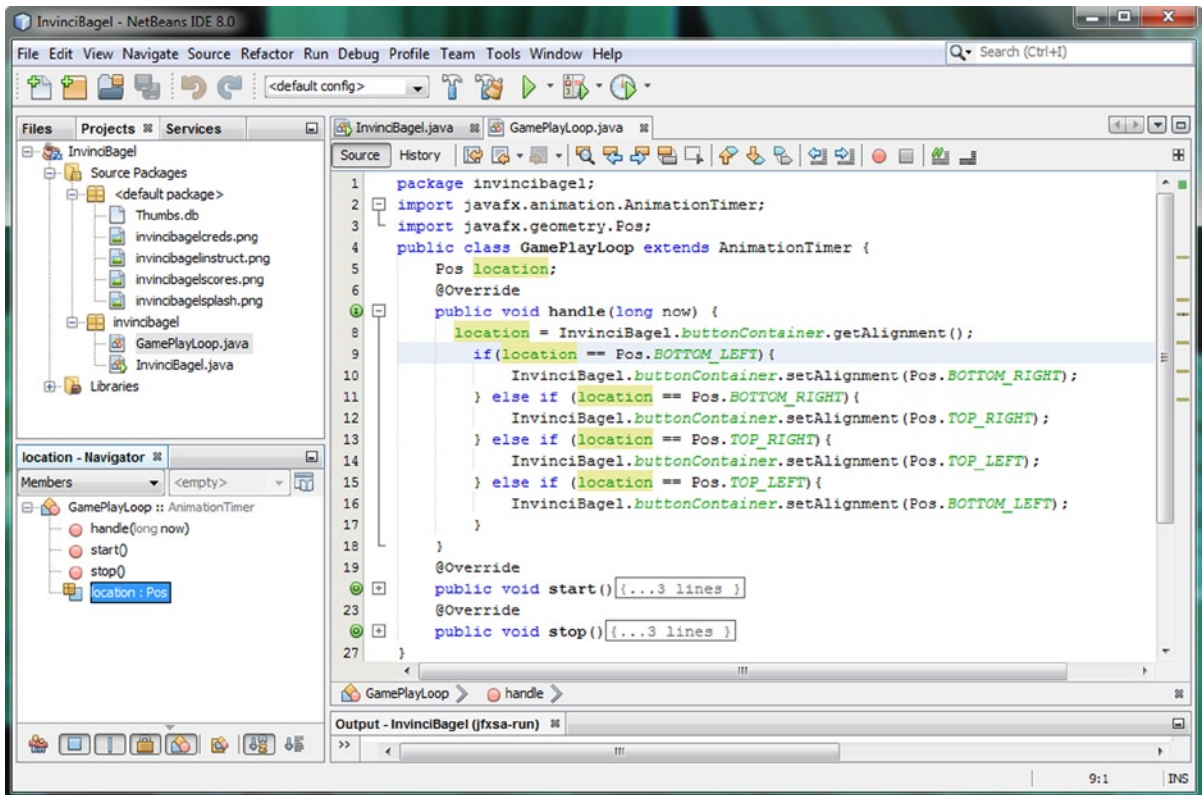 InvinciBagel - NetBeans IDE 8.0
File Edit View Navigate Source Refactor Run Debug Profile Team Tools Window Help
Search (Ctrl+I)
<default config>
Files Projects Services
InvinciBagel
Source Packages
<default package>
Thumbs.db
invincibagelcreds.png
invincibagelinstruct.png
invincibagelscores.png
invincibagelsplash.png
invincibagel
GamePlayLoop.java
InvinciBagel.java
Libraries
location - Navigator
Members <empty>
GamePlayLoop :: AnimationTimer
handle(long now)
start()
stop()
location : Pos
InvinciBagel.java GamePlayLoop.java
Source History
1 package invincibagel;
2 import javafx.animation.AnimationTimer;
3 import javafx.geometry.Pos;
4 public class GamePlayLoop extends AnimationTimer {
5 Pos location;
6 @Override
public void handle(long now) {
8 location = InvinciBagel.buttonContainer.getAlignment();
9 if(location == Pos.BOTTOM_LEFT){
10 InvinciBagel.buttonContainer.setAlignment(Pos.BOTTOM_RIGHT);
11 } else if (location == Pos.BOTTOM_RIGHT){
12 InvinciBagel.buttonContainer.setAlignment(Pos.TOP_RIGHT);
13 } else if (location == Pos.TOP_RIGHT){
14 InvinciBagel.buttonContainer.setAlignment(Pos.TOP_LEFT);
15 } else if (location == Pos.TOP_LEFT){
16 InvinciBagel.buttonContainer.setAlignment(Pos.BOTTOM_LEFT);
17 }
18 }
19 @Override
public void start(){...3 lines }
23 @Override
public void stop(){...3 lines }
27 }
GamePlayLoop handle
Output - InvinciBagel (jfxsa-run)
>>
9:1 INS